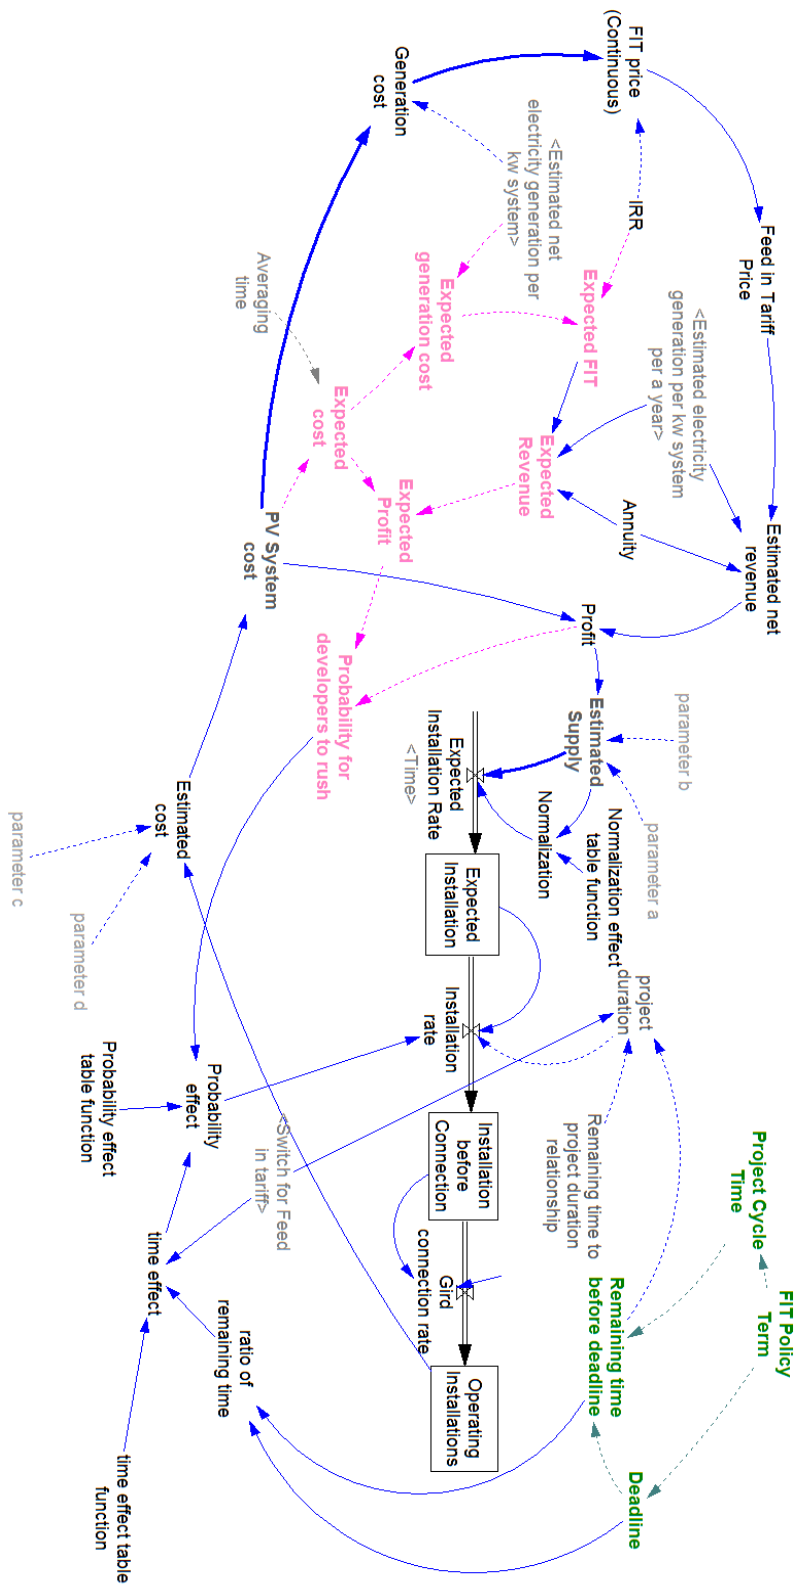 FIT price
(Continuous)
Generation
cost
Feed in Tariff
Price
<Estimated net
electricity generation per
kw system>
IRR
Expected FIT
Expected
generation cost
Averaging
time
<Estimated electricity
generation per kw system
per a year>
Expected
cost
Expected
Revenue
Expected
Profit
Annuity
Estimated net
revenue
PV System
cost
Profit
Probability for
developers to rush
Estimated
Supply
parameter b
parameter a
Expected
Installation Rate
<Time>
Normalization
Normalization effect
table function
Estimated
cost
parameter c
parameter d
Expected
Installation
project
duration
Installation
rate
Probability
effect
Probability effect
table function
<Switch for Feed
in tariff>
Installation
before
Connection
Remaining time to
project duration
relationship
Project Cycle
Time
FIT Policy
Term
Remaining time
before deadline
Deadline
Gird
connection rate
Operating
Installations
time effect
ratio of
remaining time
time effect table
function